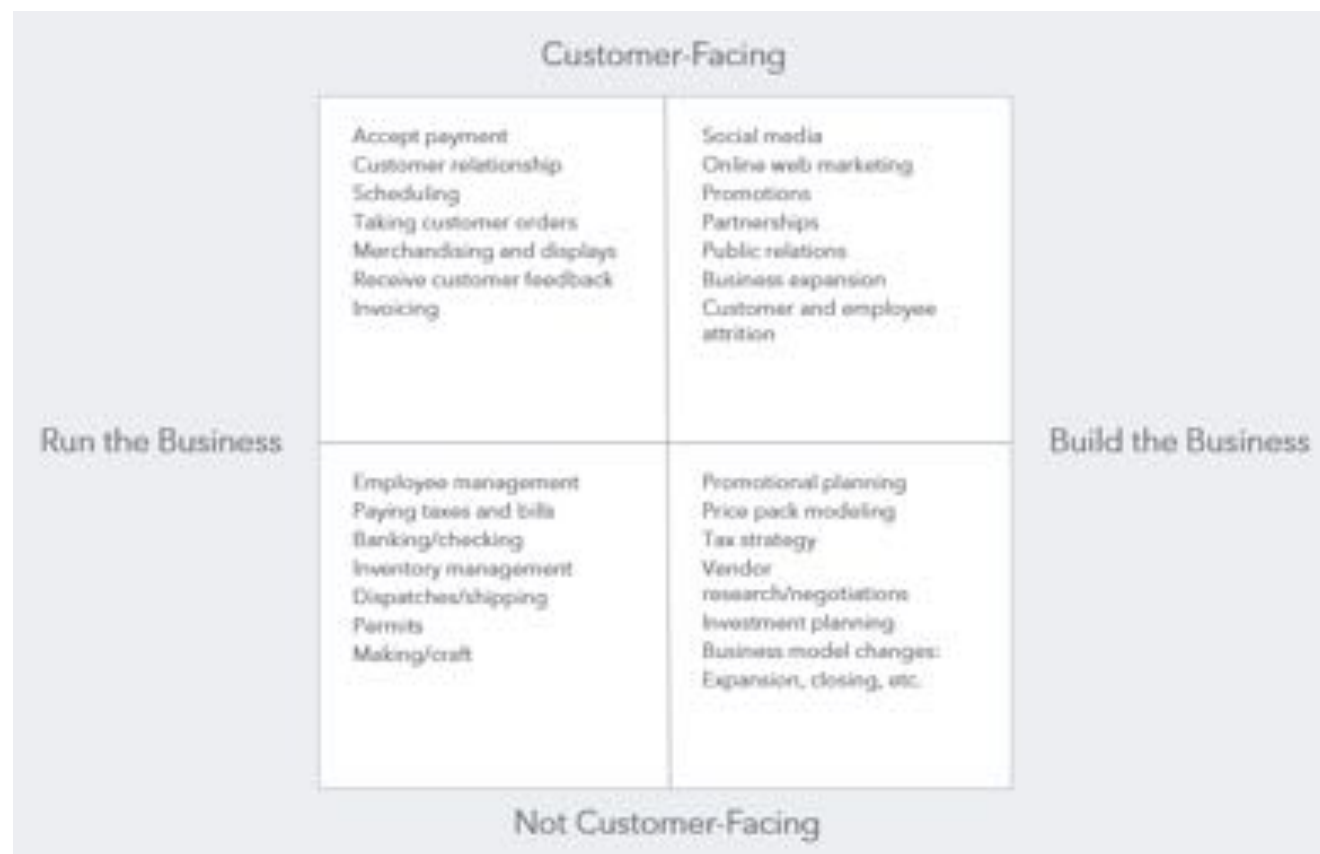 Customer-Facing
Accept payment
Customer relationship
Scheduling
Taking customer orders
Merchandising and displays
Receive customer feedback
Invoicing
Social media
Online web marketing
Promotions
Partnerships
Public relations
Business expansion
Customer and employee
attrition
Run the Business
Build the Business
Employee management
Paying taxes and bills
Banking/checking
Inventory management
Dispatches/shipping
Permits
Making/craft
Promotional planning
Price pack modeling
Tax strategy
Vendor
research/negotiations
Investment planning
Business model changes:
Expansion, closing, etc.
Not Customer-Facing